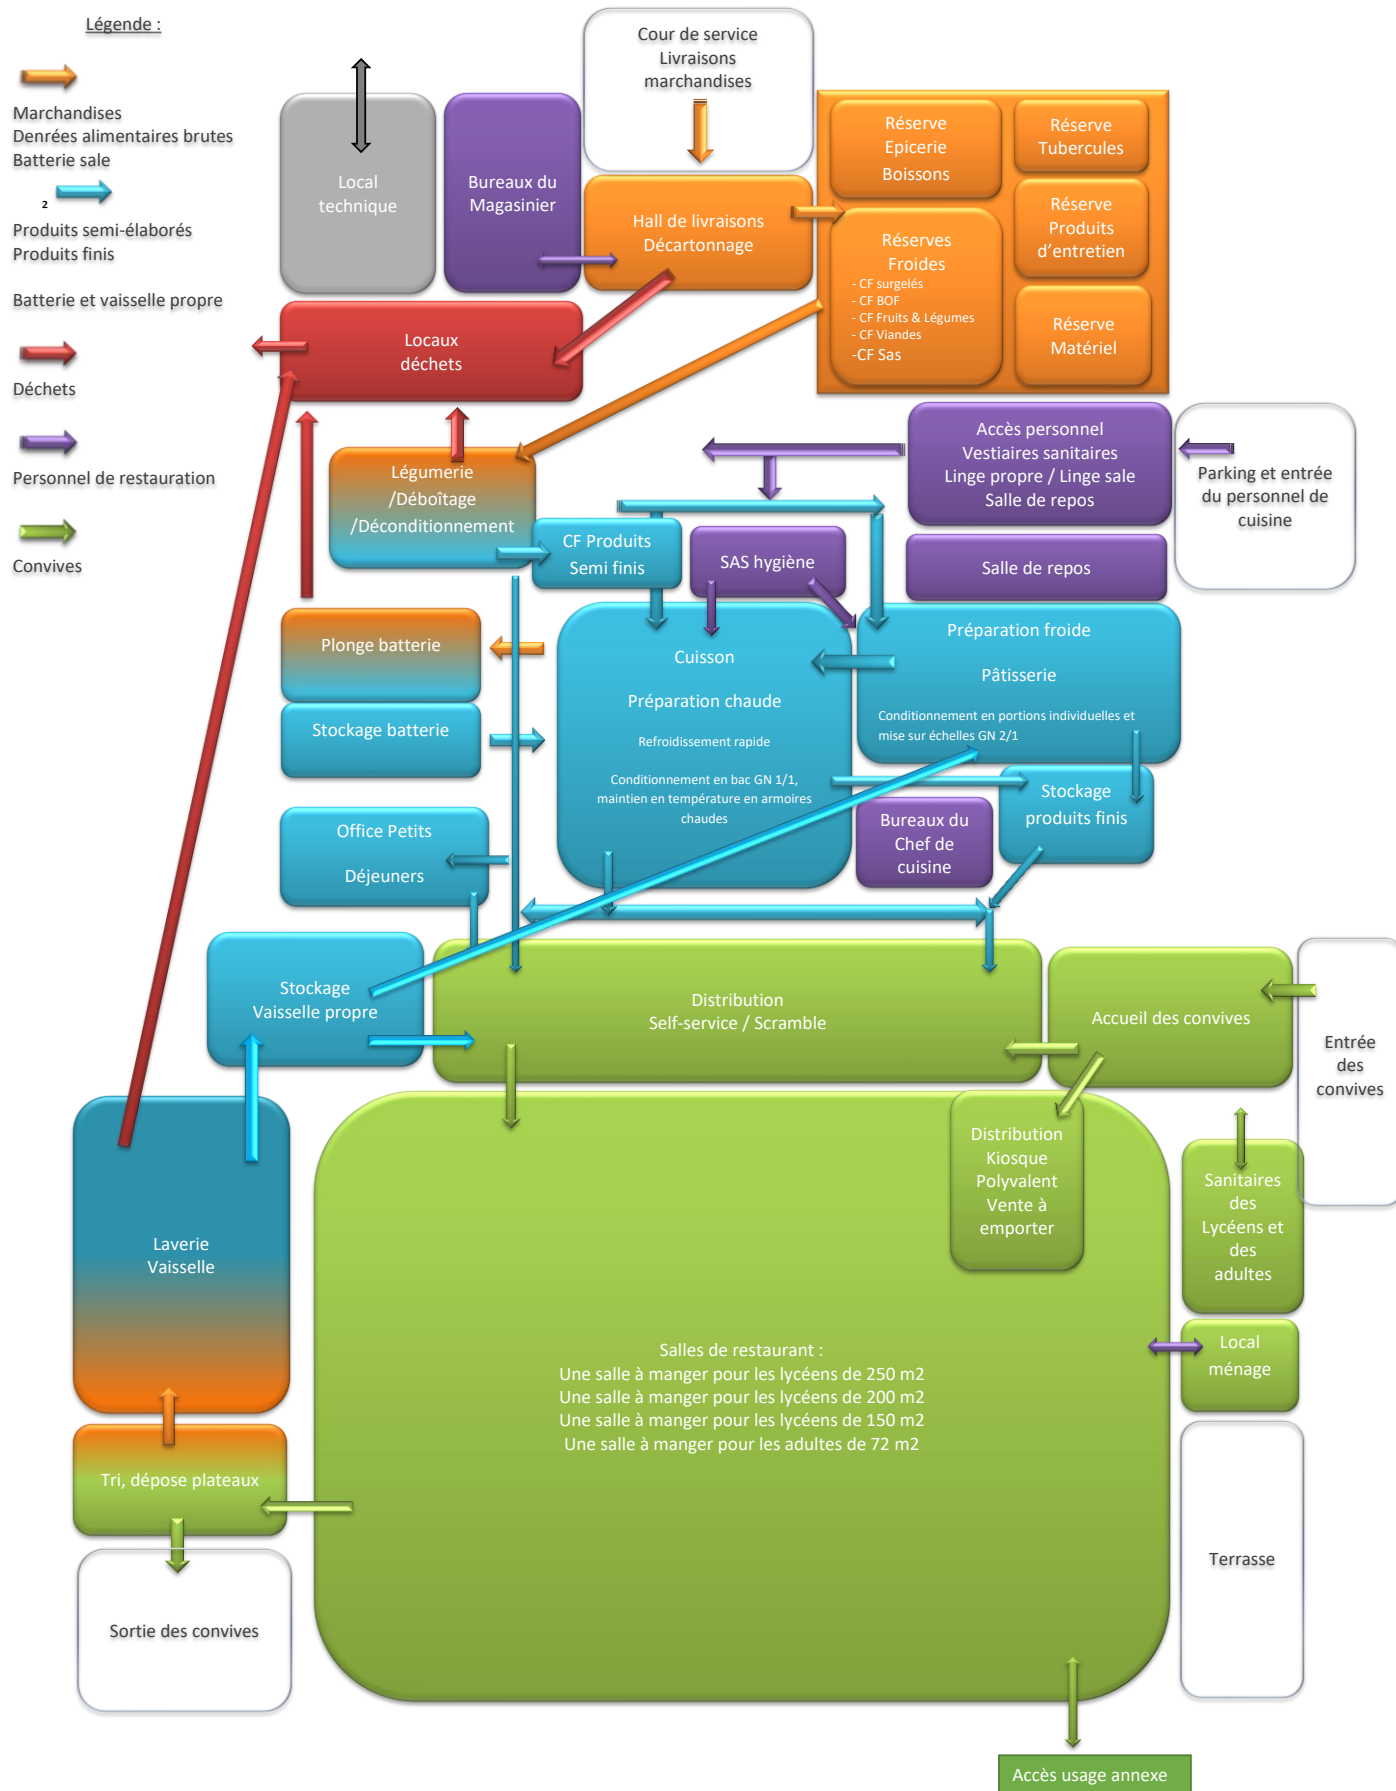 Légende :
Marchandises
Denrées alimentaires brutes
Batterie sale
2
Produits semi-élaborés
Produits finis
Batterie et vaisselle propre
Déchets
Personnel de restauration
Convives
Cour de service
Livraisons
marchandises
Local
technique
Bureaux du
Magasinier
Hall de livraisons
Décartonnage
Réserve
Epicerie
Boissons
Réserve
Tubercules
Réserve
Produits
d'entretien
Réserves
Froides
- CF surgelés
- CF BOF
- CF Fruits & Légumes
- CF Viandes
-CF Sas
Réserve
Matériel
Locaux
déchets
Accès personnel
Vestiaires sanitaires
Linge propre / Linge sale
Salle de repos
Parking et entrée
du personnel de
cuisine
Légumerie
/Déboîtage
/Déconditionnement
CF Produits
Semi finis
SAS hygiène
Salle de repos
Plonge batterie
Cuisson
Préparation chaude
Refroidissement rapide
Conditionnement en bac GN 1/1,
maintien en température en armoires
chaudes
Préparation froide
Pâtisserie
Conditionnement en portions individuelles et
mise sur échelles GN 2/1
Stockage batterie
Stockage
produits finis
Bureaux du
Chef de
cuisine
Office Petits
Déjeuners
Stockage
Vaisselle propre
Distribution
Self-service / Scramble
Accueil des convives
Entrée
des
convives
Distribution
Kiosque
Polyvalent
Vente à
emporter
Sanitaires
des
Lycéens et
des
adultes
Laverie
Vaisselle
Salles de restaurant :
Une salle à manger pour les lycéens de 250 m2
Une salle à manger pour les lycéens de 200 m2
Une salle à manger pour les lycéens de 150 m2
Une salle à manger pour les adultes de 72 m2
Local
ménage
Tri, dépose plateaux
Terrasse
Sortie des convives
Accès usage annexe